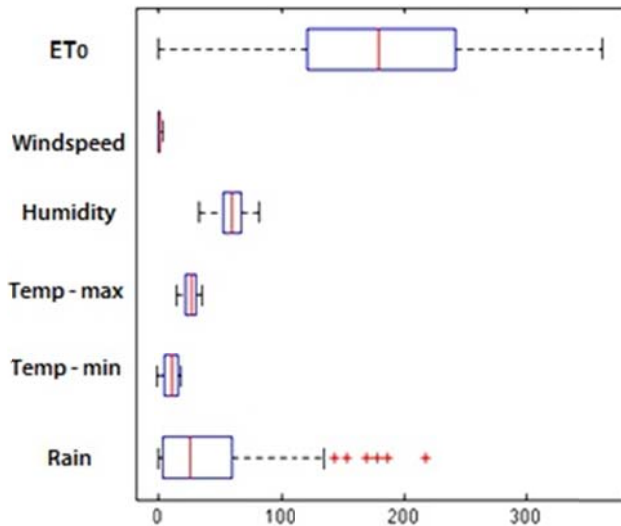 ET0
Windspeed
Humidity
Temp - max
Temp - min
Rain
0 100 200 300